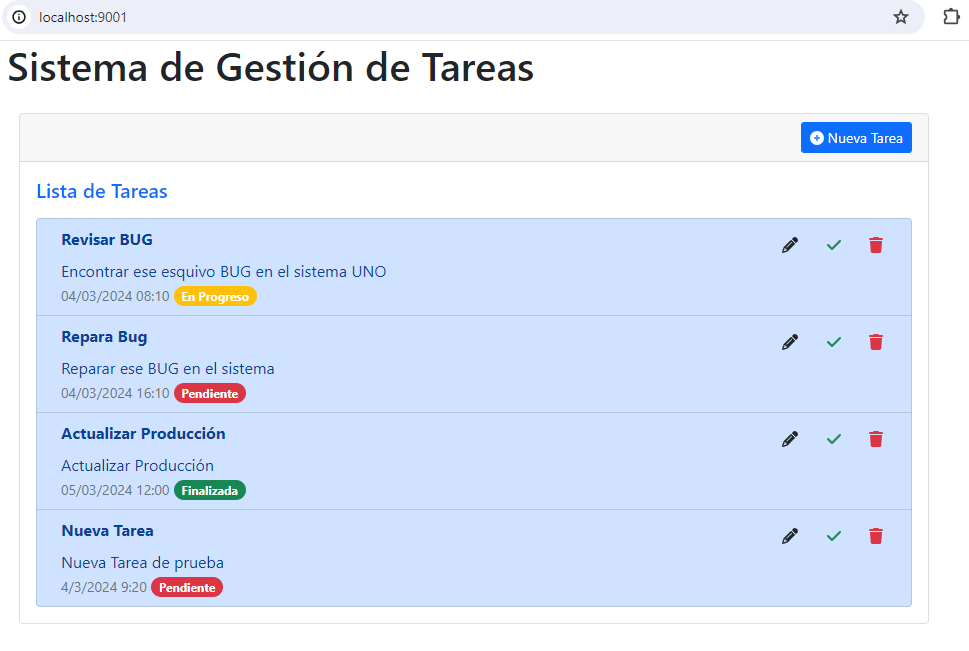 localhost:9001
Sistema de Gestión de Tareas
Nueva Tarea
Lista de Tareas
Revisar BUG
Encontrar ese esquivo BUG en el sistema UNO
04/03/2024 08:10 En Progreso
Repara Bug
Reparar ese BUG en el sistema
04/03/2024 16:10 Pendiente
Actualizar Producción
Actualizar Producción
05/03/2024 12:00 Finalizada
Nueva Tarea
Nueva Tarea de prueba
4/3/2024 9:20 Pendiente